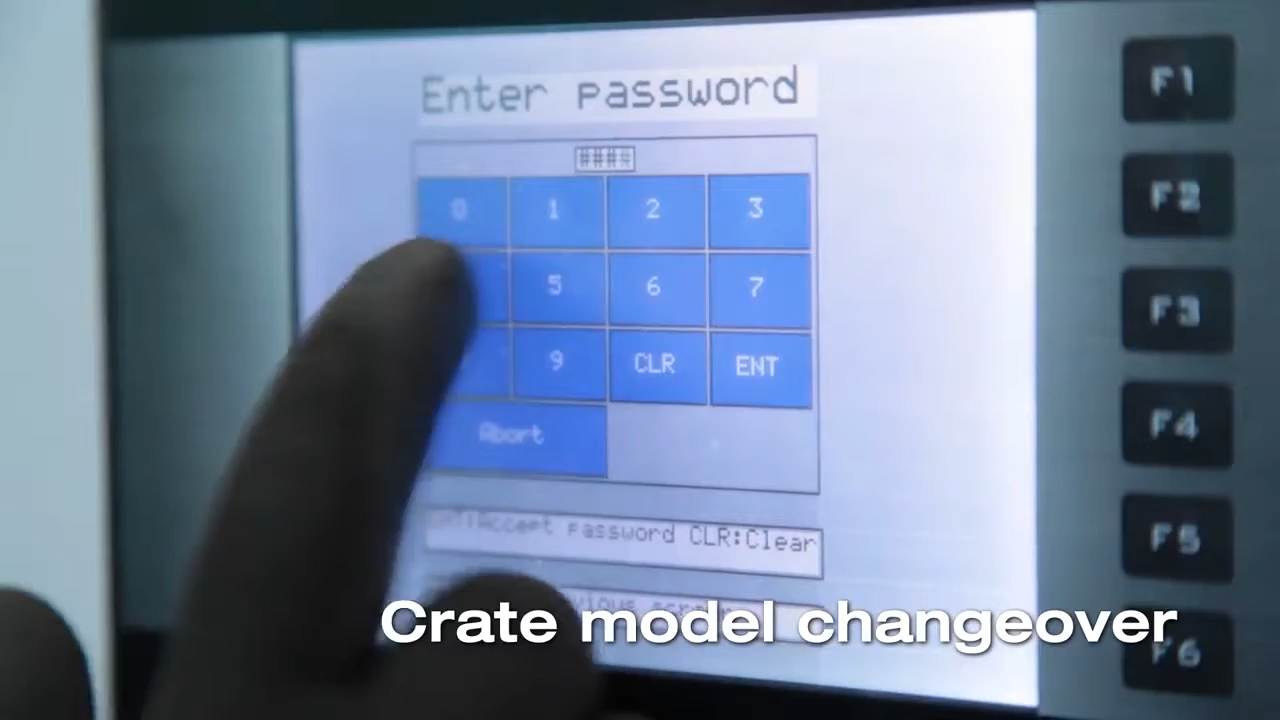 Enter password
####
0 1 2 3
5 6 7
9 CLR ENT
Abort
Accept password CLR:Clear
Crate model changeover
F1
F2
F3
F4
F5
F6